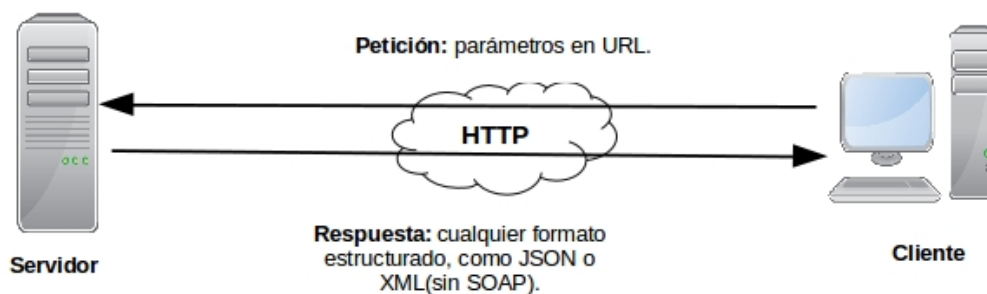 Petición: parámetros en URL.
HTTP
Respuesta: cualquier formato
estructurado, como JSON o
XML(sin SOAP).
Servidor
Cliente